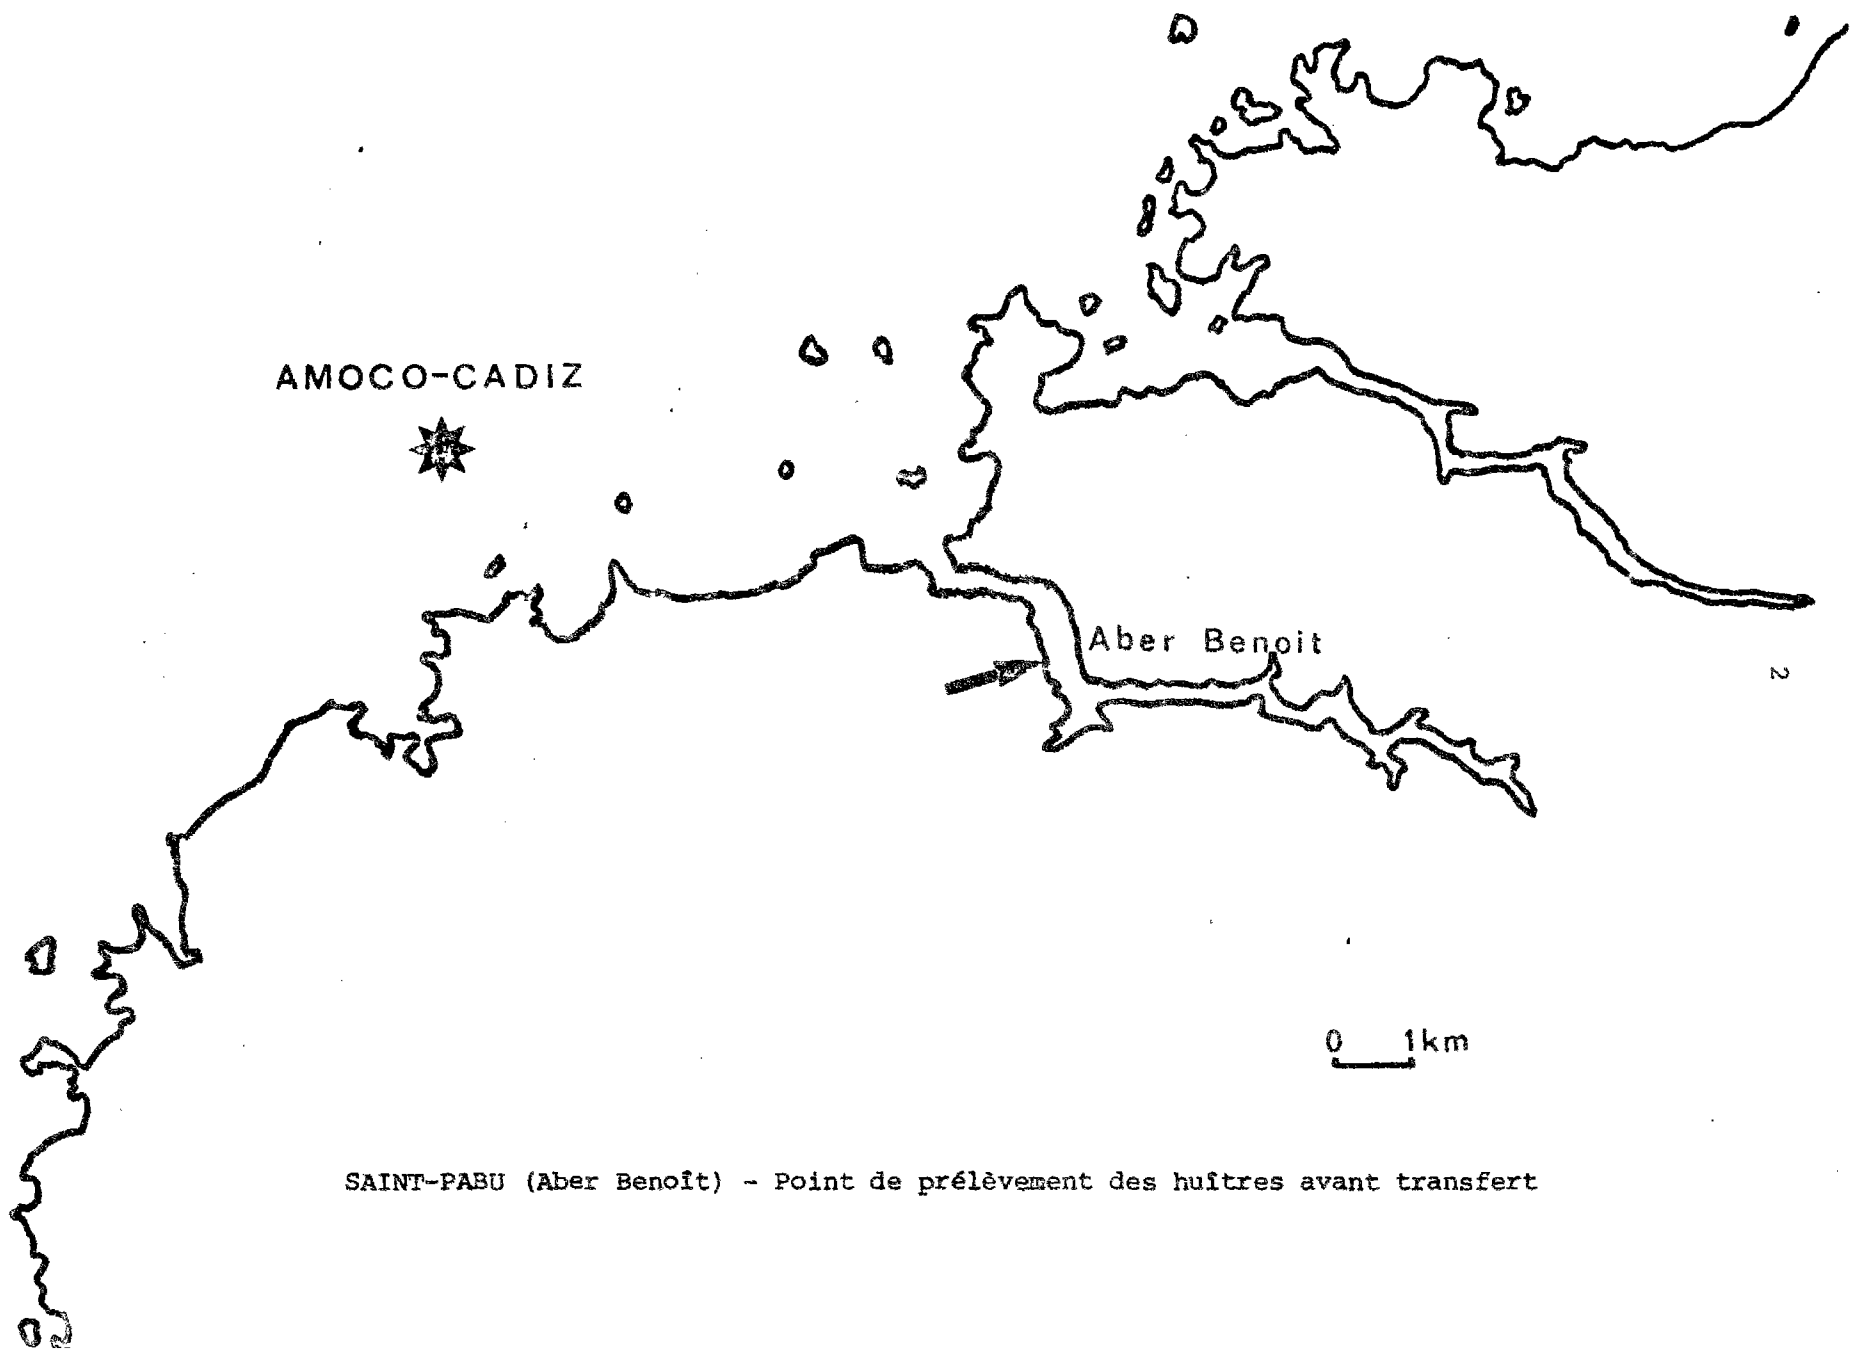 AMOCO-CADIZ
Aber Benoit
2
0 1km
SAINT-PABU (Aber Benoît) - Point de prélèvement des huîtres avant transfert